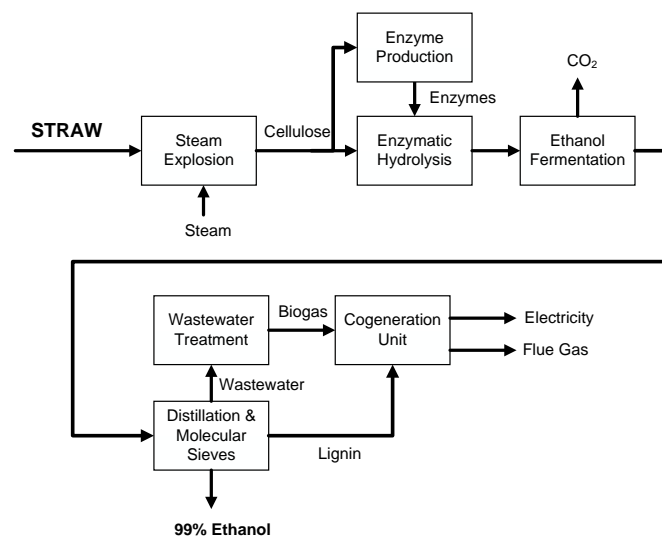 Enzyme
Production
CO₂
Enzymes
STRAW
Steam
Explosion
Cellulose
Enzymatic
Hydrolysis
Ethanol
Fermentation
Steam
Wastewater
Treatment
Biogas
Cogeneration
Unit
Electricity
Flue Gas
Wastewater
Distillation &
Molecular
Sieves
Lignin
99% Ethanol